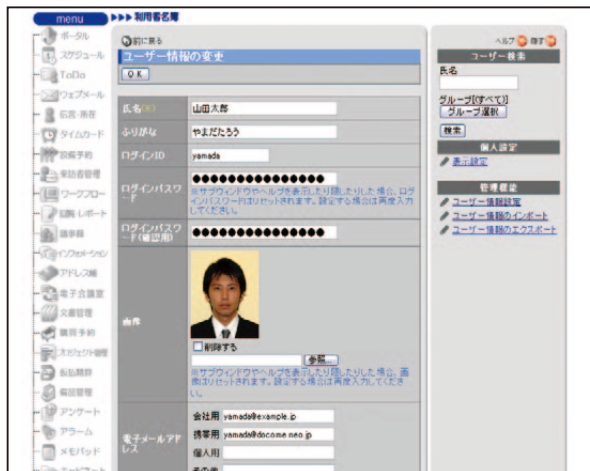 menu
▶▶▶ 利用者名簿
ポータル
スケジュール
ToDo
ウェブメール
伝言・所在
タイムカード
設備予約
来訪者管理
ワークフロー
回覧レポート
議事録
インフォメーション
アドレス帳
電子会議室
文書管理
購買予約
プロジェクト管理
仮払精算
備品管理
アンケート
アラーム
メモパッド
前に戻る
ユーザー情報の変更
OK
氏名(※)
山田太郎
ふりがな
やまだたろう
ログインID
yamada
ログインパスワード
●●●●●●●●●●●●●●
※サブウィンドウやヘルプを表示したり隠したりした場合、ログ
インパスワードはリセットされます。設定する場合は再度入力
してください。
ログインパスワ
ード(確認用)
●●●●●●●●●●●●●●
画像
削除する
参照...
※サブウィンドウやヘルプを表示したり隠したりした場合、画
像はリセットされます。設定する場合は再度入力してくださ
い。
電子メールアド
レス
会社用 yamada@example.jp
携帯用 yamada@docome.neo.jp
個人用
その他
ヘルプ 隠す
ユーザー検索
氏名
グループ[(すべて)]
グループ選択
検索
個人設定
表示設定
管理機能
ユーザー情報設定
ユーザー情報のインポート
ユーザー情報のエクスポート